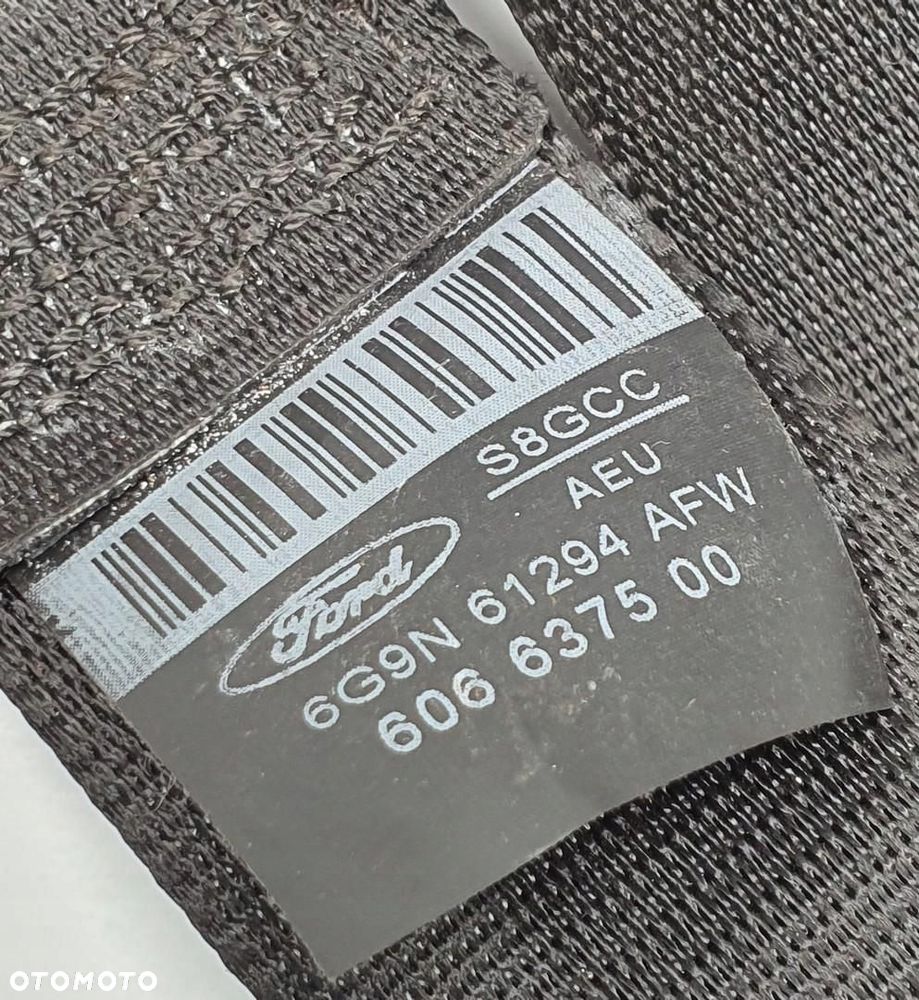 S8GCC
AEU
Ford
6G9N 61294 AFW
606 6375 00
OTOMOTO